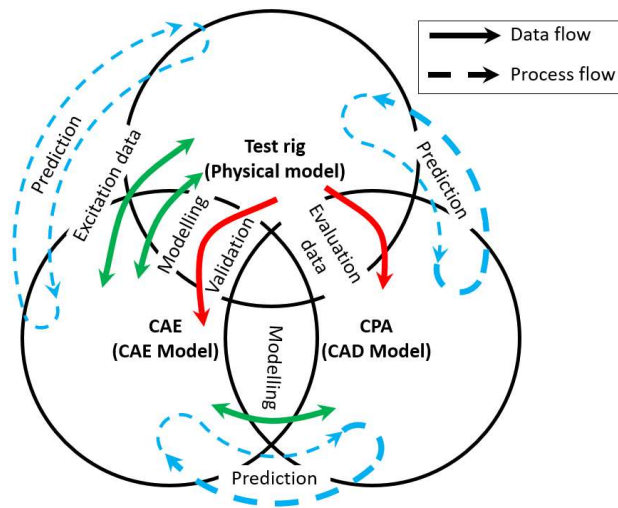 Data flow
Process flow
Prediction
Excitation data
Test rig
(Physical model)
Prediction
Modelling
Validation
Evaluation
data
CAE
(CAE Model)
CPA
(CAD Model)
Modelling
Prediction